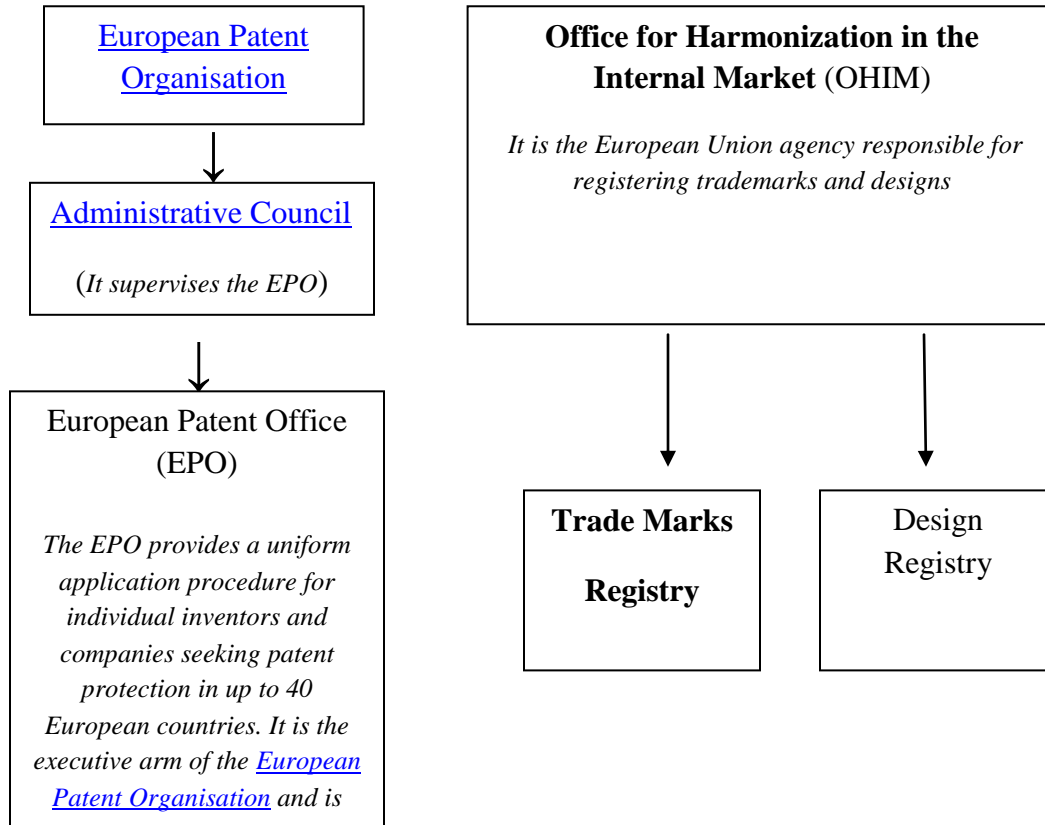 European Patent
Organisation
Administrative Council
(It supervises the EPO)
European Patent Office
(EPO)
The EPO provides a uniform
application procedure for
individual inventors and
companies seeking patent
protection in up to 40
European countries. It is the
executive arm of the European
Patent Organisation and is
Office for Harmonization in the
Internal Market (OHIM)
It is the European Union agency responsible for
registering trademarks and designs
Trade Marks
Registry
Design
Registry